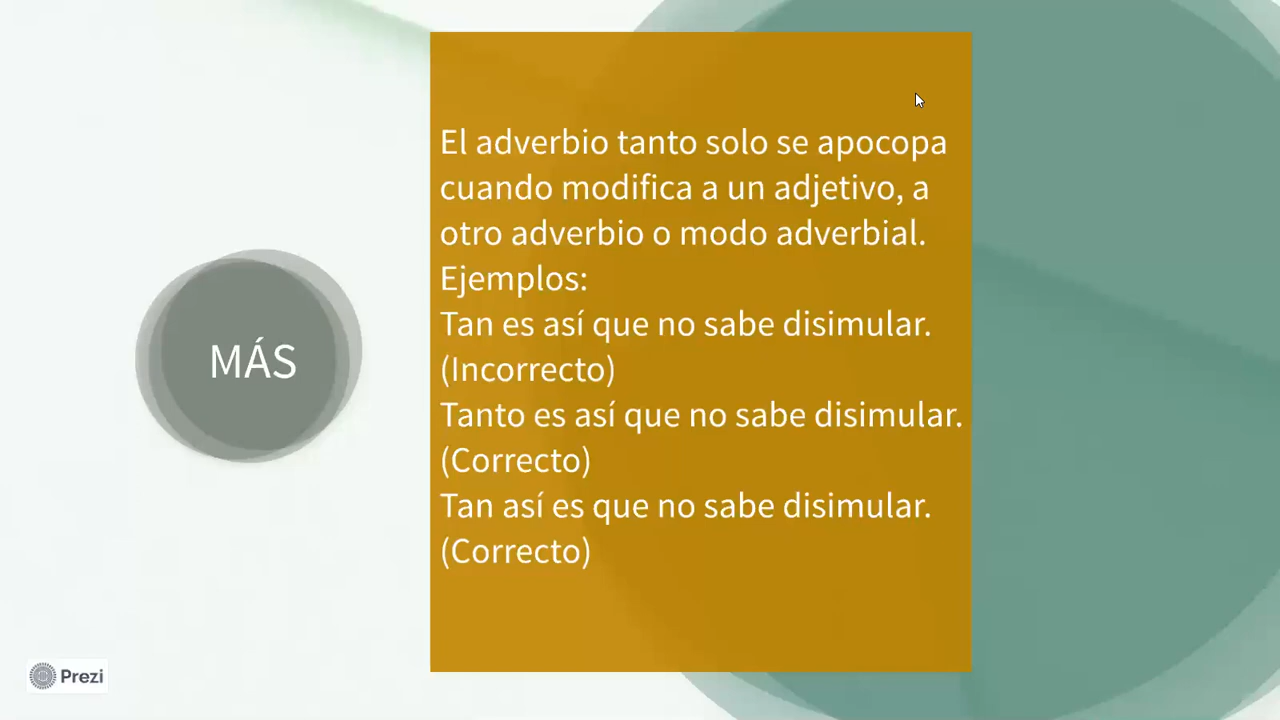 El adverbio tanto solo se apocopa
cuando modifica a un adjetivo, a
otro adverbio o modo adverbial.
Ejemplos:
Tan es así que no sabe disimular.
(Incorrecto)
Tanto es así que no sabe disimular.
(Correcto)
Tan así es que no sabe disimular.
(Correcto)
MÁS
Prezi